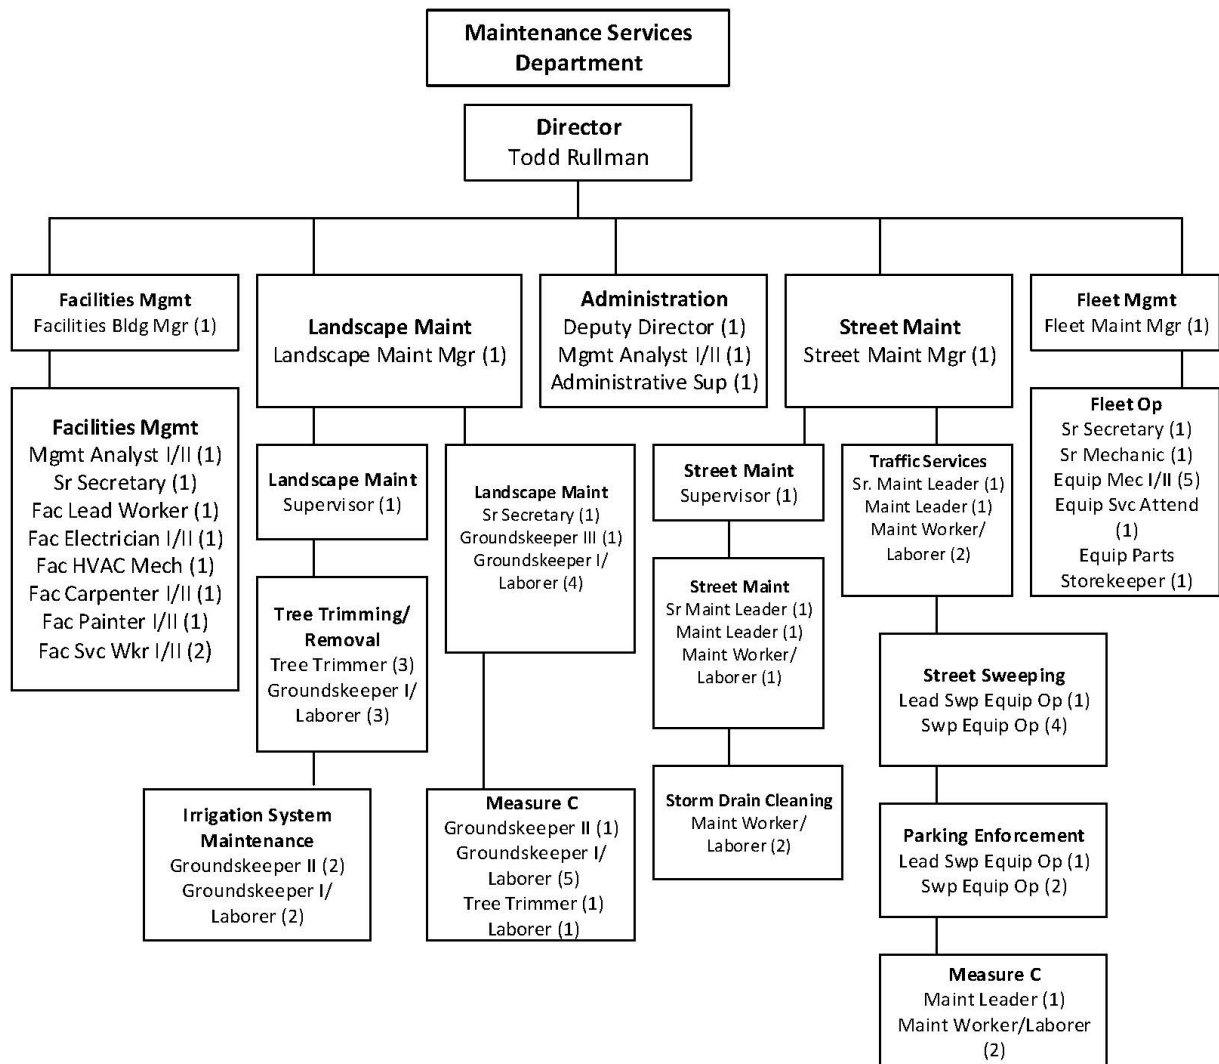 Maintenance Services
Department
Director
Todd Rullman
Facilities Mgmt
Facilities Bldg Mgr (1)
Facilities Mgmt
Mgmt Analyst I/II (1)
Sr Secretary (1)
Fac Lead Worker (1)
Fac Electrician I/II (1)
Fac HVAC Mech (1)
Fac Carpenter I/II (1)
Fac Painter I/II (1)
Fac Svc Wkr I/II (2)
Landscape Maint
Landscape Maint Mgr (1)
Landscape Maint
Supervisor (1)
Tree Trimming/
Removal
Tree Trimmer (3)
Groundskeeper I/
Laborer (3)
Irrigation System
Maintenance
Groundskeeper II (2)
Groundskeeper I/
Laborer (2)
Landscape Maint
Sr Secretary (1)
Groundskeeper III (1)
Groundskeeper I/
Laborer (4)
Measure C
Groundskeeper II (1)
Groundskeeper I/
Laborer (5)
Tree Trimmer (1)
Laborer (1)
Administration
Deputy Director (1)
Mgmt Analyst I/II (1)
Administrative Sup (1)
Street Maint
Street Maint Mgr (1)
Street Maint
Supervisor (1)
Street Maint
Sr Maint Leader (1)
Maint Leader (1)
Maint Worker/
Laborer (1)
Storm Drain Cleaning
Maint Worker/
Laborer (2)
Traffic Services
Sr. Maint Leader (1)
Maint Leader (1)
Maint Worker/
Laborer (2)
Street Sweeping
Lead Swp Equip Op (1)
Swp Equip Op (4)
Parking Enforcement
Lead Swp Equip Op (1)
Swp Equip Op (2)
Measure C
Maint Leader (1)
Maint Worker/Laborer
(2)
Fleet Mgmt
Fleet Maint Mgr (1)
Fleet Op
Sr Secretary (1)
Sr Mechanic (1)
Equip Mec I/II (5)
Equip Svc Attend
(1)
Equip Parts
Storekeeper (1)